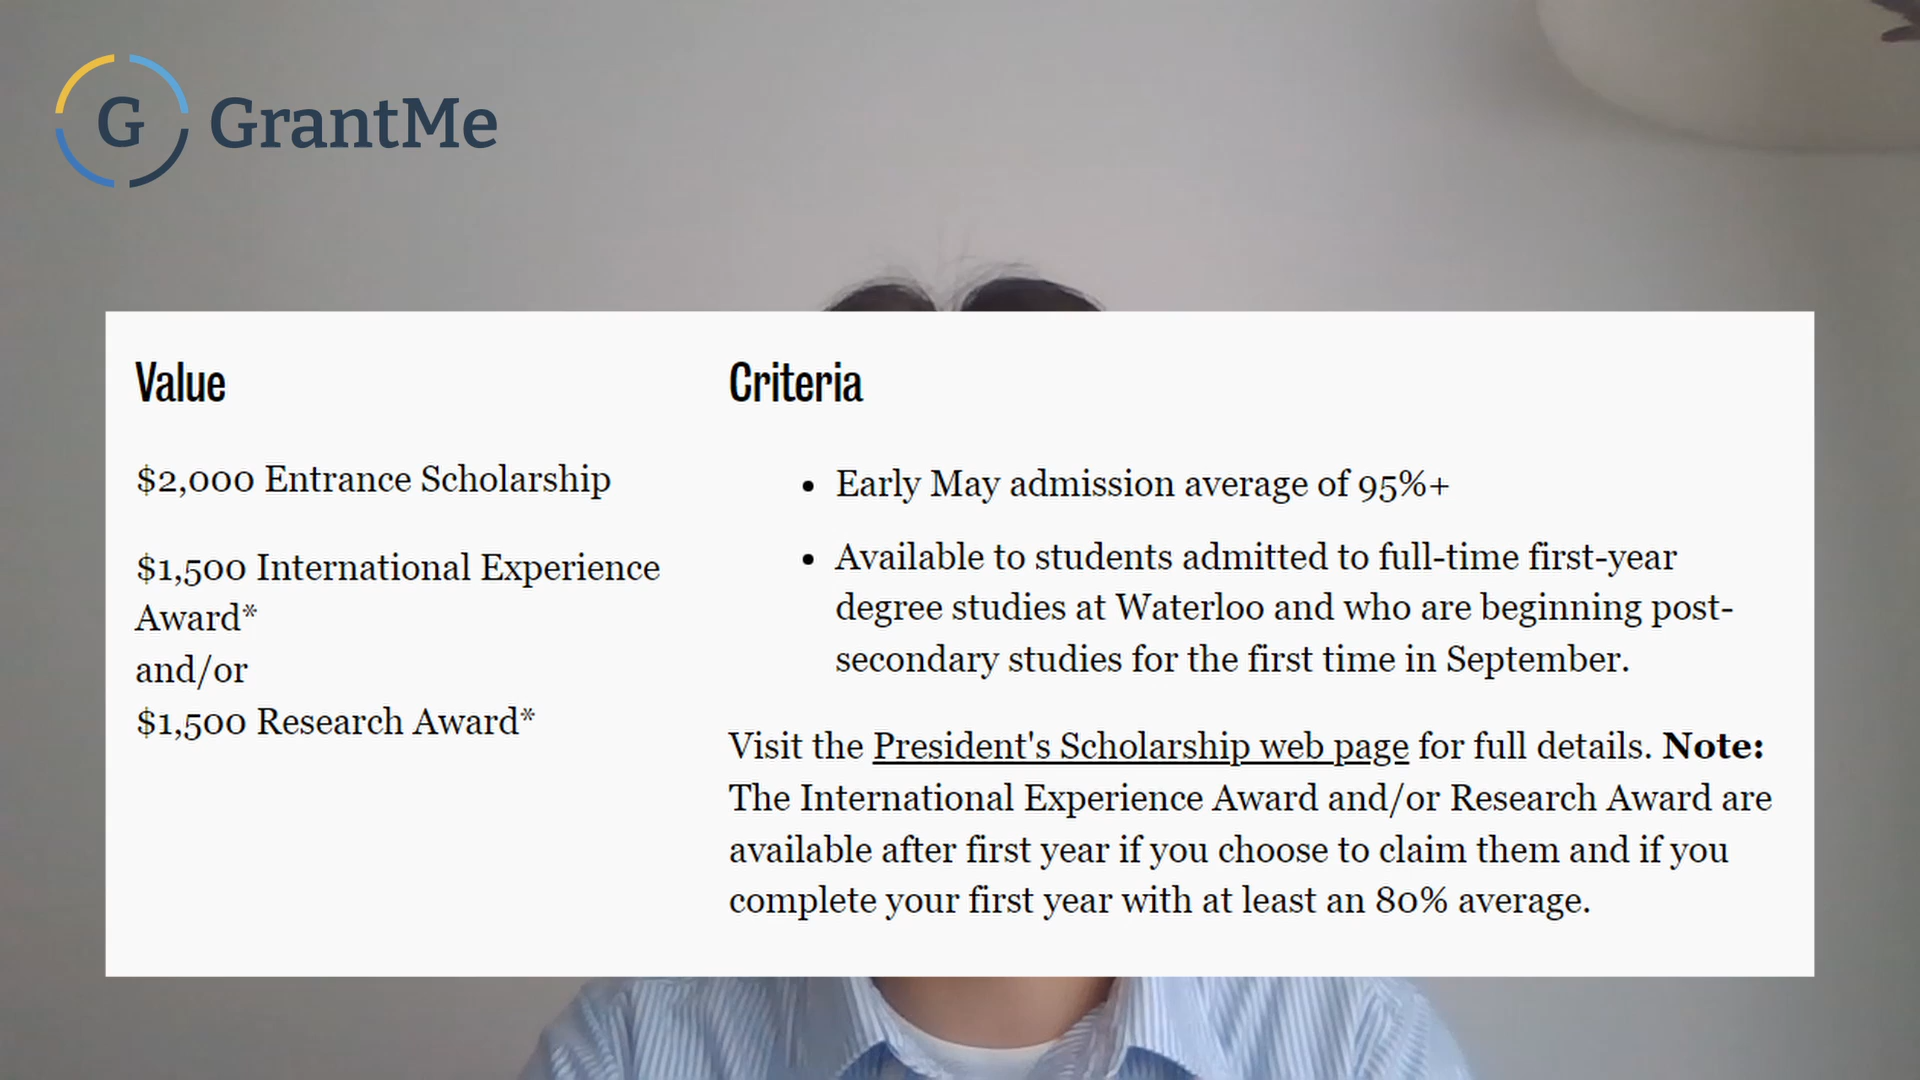 G GrantMe
Value
$2,000 Entrance Scholarship
$1,500 International Experience
Award*
and/or
$1,500 Research Award*
Criteria
• Early May admission average of 95%+
• Available to students admitted to full-time first-year
degree studies at Waterloo and who are beginning post-
secondary studies for the first time in September.
Visit the President's Scholarship web page for full details. Note:
The International Experience Award and/or Research Award are
available after first year if you choose to claim them and if you
complete your first year with at least an 80% average.